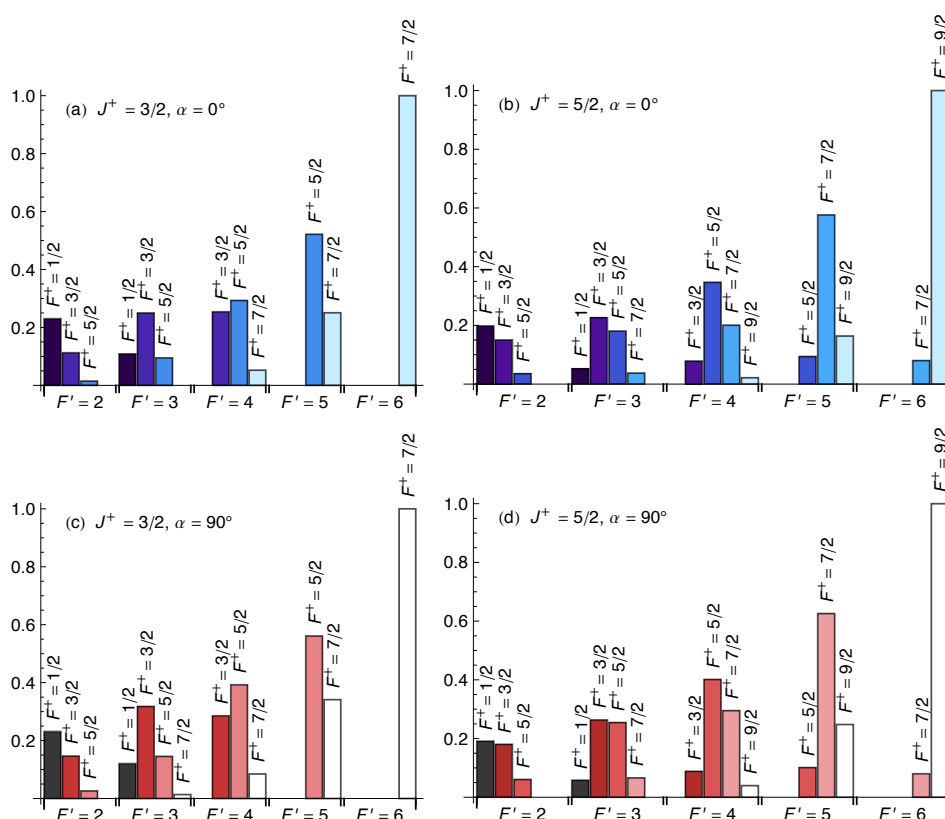 (a) J⁺ = 3/2, α = 0°
1.0
0.8
0.6
0.4
0.2
F⁺ = 1/2
F⁺ = 3/2
F⁺ = 5/2
F⁺ = 1/2
F⁺ = 3/2
F⁺ = 5/2
F⁺ = 3/2
F⁺ = 5/2
F⁺ = 7/2
F⁺ = 5/2
F⁺ = 7/2
F⁺ = 7/2
F' = 2 F' = 3 F' = 4 F' = 5 F' = 6
(b) J⁺ = 5/2, α = 0°
1.0
0.8
0.6
0.4
0.2
F⁺ = 1/2
F⁺ = 3/2
F⁺ = 5/2
F⁺ = 1/2
F⁺ = 3/2
F⁺ = 5/2
F⁺ = 7/2
F⁺ = 3/2
F⁺ = 5/2
F⁺ = 7/2
F⁺ = 9/2
F⁺ = 5/2
F⁺ = 7/2
F⁺ = 9/2
F⁺ = 7/2
F⁺ = 9/2
F' = 2 F' = 3 F' = 4 F' = 5 F' = 6
(c) J⁺ = 3/2, α = 90°
1.0
0.8
0.6
0.4
0.2
F⁺ = 1/2
F⁺ = 3/2
F⁺ = 5/2
F⁺ = 1/2
F⁺ = 3/2
F⁺ = 5/2
F⁺ = 7/2
F⁺ = 3/2
F⁺ = 5/2
F⁺ = 7/2
F⁺ = 5/2
F⁺ = 7/2
F⁺ = 7/2
F' = 2 F' = 3 F' = 4 F' = 5 F' = 6
(d) J⁺ = 5/2, α = 90°
1.0
0.8
0.6
0.4
0.2
F⁺ = 1/2
F⁺ = 3/2
F⁺ = 5/2
F⁺ = 1/2
F⁺ = 3/2
F⁺ = 5/2
F⁺ = 7/2
F⁺ = 3/2
F⁺ = 5/2
F⁺ = 7/2
F⁺ = 9/2
F⁺ = 5/2
F⁺ = 7/2
F⁺ = 9/2
F⁺ = 7/2
F⁺ = 9/2
F' = 2 F' = 3 F' = 4 F' = 5 F' = 6